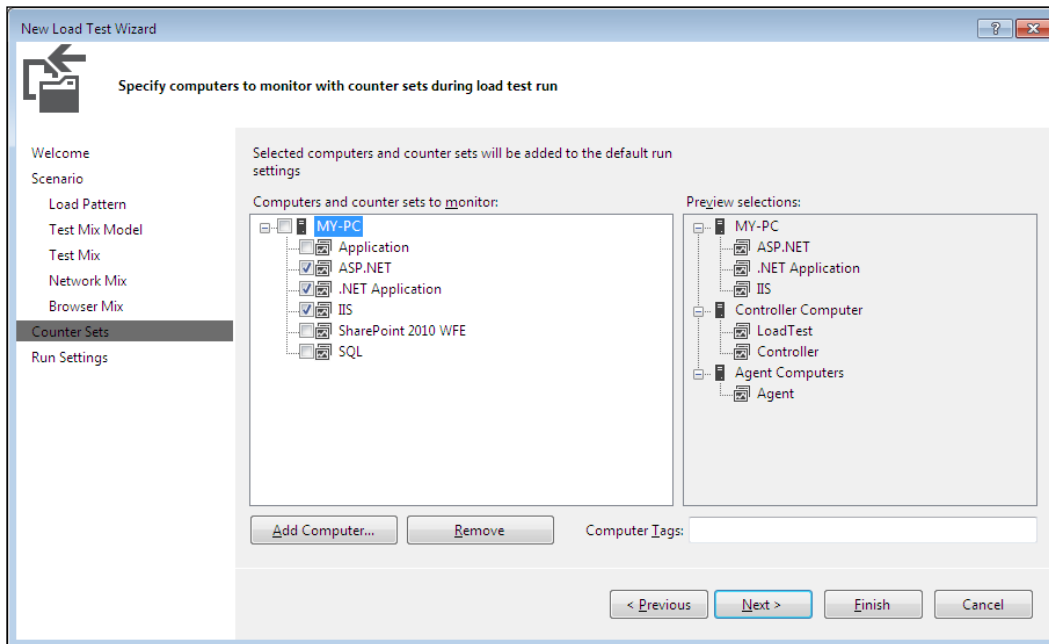 New Load Test Wizard
?
Specify computers to monitor with counter sets during load test run
Welcome
Scenario
Load Pattern
Test Mix Model
Test Mix
Network Mix
Browser Mix
Counter Sets
Run Settings
Selected computers and counter sets will be added to the default run
settings
Computers and counter sets to monitor:
MY-PC
Application
ASP.NET
.NET Application
IIS
SharePoint 2010 WFE
SQL
Preview selections:
MY-PC
ASP.NET
.NET Application
IIS
Controller Computer
LoadTest
Controller
Agent Computers
Agent
Add Computer...
Remove
Computer Tags:
< Previous
Next >
Finish
Cancel